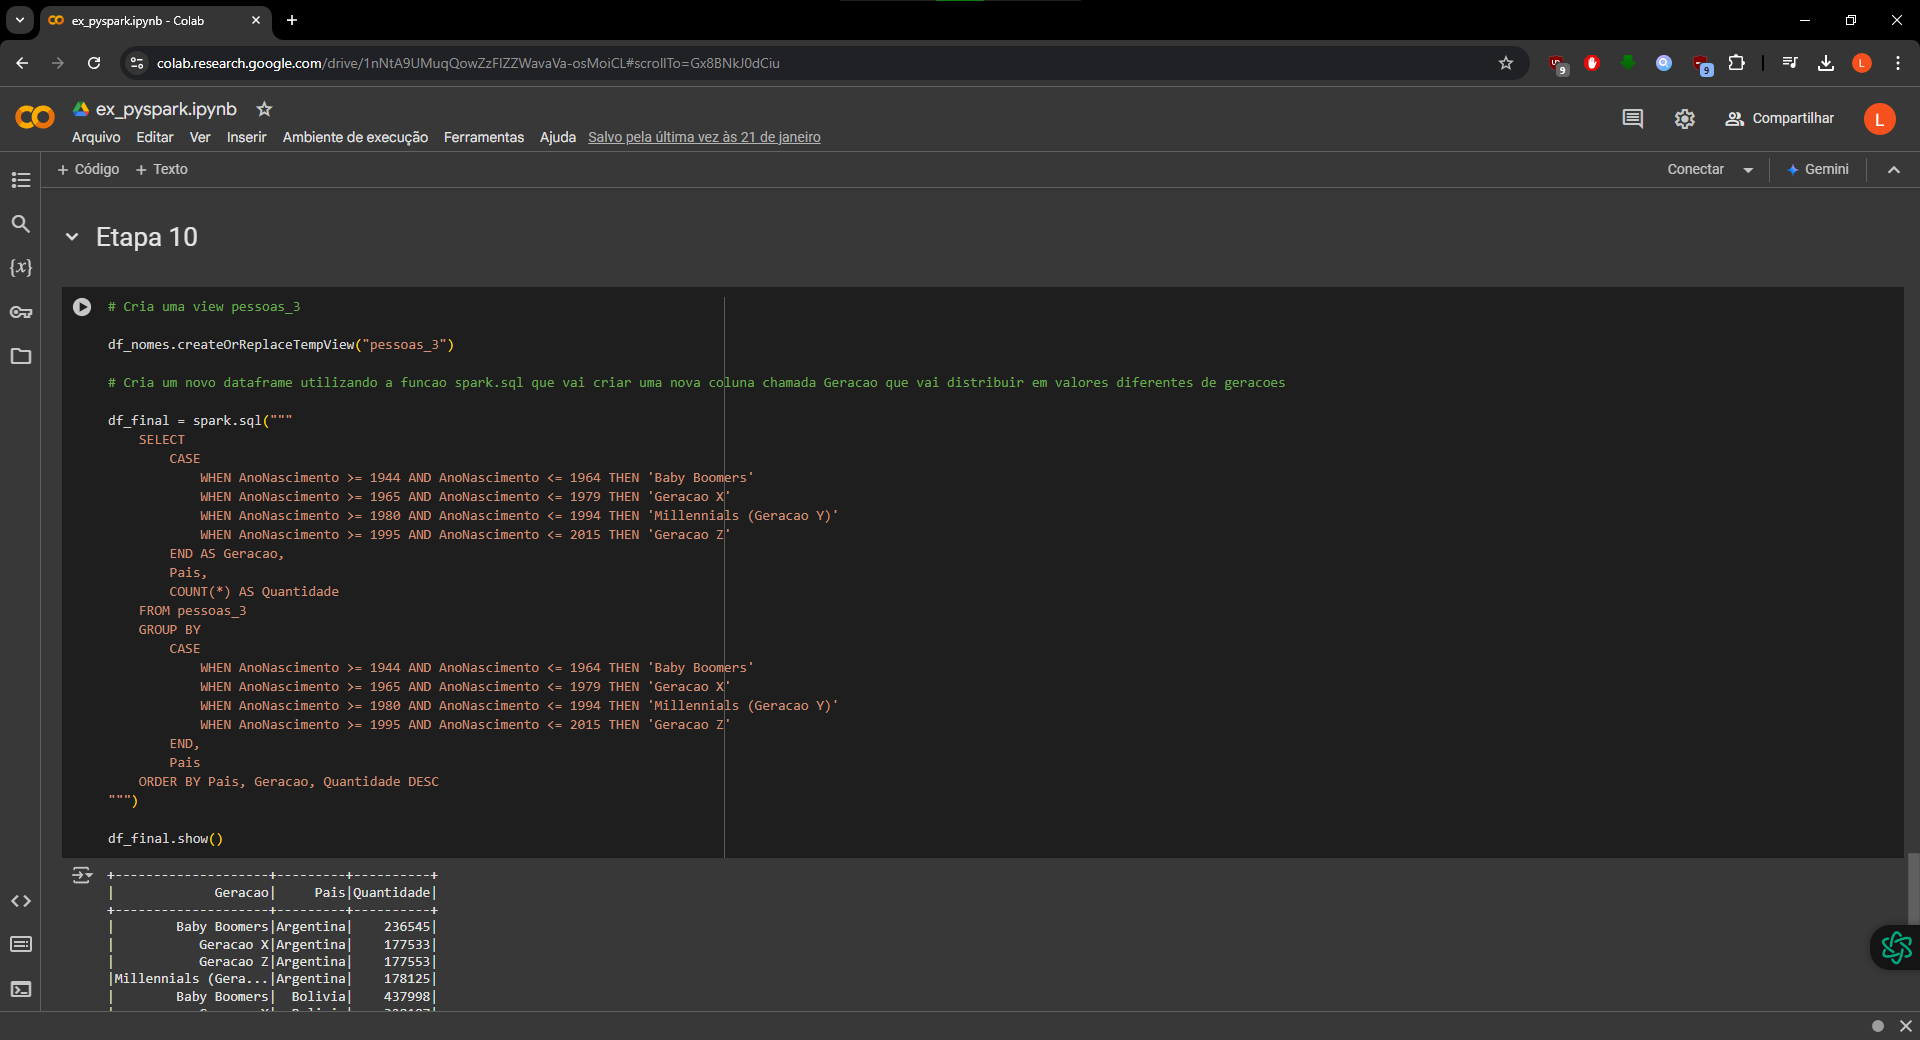 ex_pyspark.ipynb - Colab
colab.research.google.com/drive/1nNtA9UMuqQowZzFIZZWavaVa-osMoiCL#scrollTo=Gx8BNkJ0dCiu
9
9
L
ex_pyspark.ipynb
Arquivo Editar Ver Inserir Ambiente de execução Ferramentas Ajuda Salvo pela última vez às 21 de janeiro
Compartilhar
L
+ Código + Texto
Conectar
Gemini
{x}
Etapa 10
# Cria uma view pessoas_3
df_nomes.createOrReplaceTempView("pessoas_3")
# Cria um novo dataframe utilizando a funcao spark.sql que vai criar uma nova coluna chamada Geracao que vai distribuir em valores diferentes de geracoes
df_final = spark.sql("""
    SELECT
        CASE
            WHEN AnoNascimento >= 1944 AND AnoNascimento <= 1964 THEN 'Baby Boomers'
            WHEN AnoNascimento >= 1965 AND AnoNascimento <= 1979 THEN 'Geracao X'
            WHEN AnoNascimento >= 1980 AND AnoNascimento <= 1994 THEN 'Millennials (Geracao Y)'
            WHEN AnoNascimento >= 1995 AND AnoNascimento <= 2015 THEN 'Geracao Z'
        END AS Geracao,
        Pais,
        COUNT(*) AS Quantidade
    FROM pessoas_3
    GROUP BY
        CASE
            WHEN AnoNascimento >= 1944 AND AnoNascimento <= 1964 THEN 'Baby Boomers'
            WHEN AnoNascimento >= 1965 AND AnoNascimento <= 1979 THEN 'Geracao X'
            WHEN AnoNascimento >= 1980 AND AnoNascimento <= 1994 THEN 'Millennials (Geracao Y)'
            WHEN AnoNascimento >= 1995 AND AnoNascimento <= 2015 THEN 'Geracao Z'
        END,
        Pais
    ORDER BY Pais, Geracao, Quantidade DESC
""")
df_final.show()
+--------------------+---------+----------+
|             Geracao|     Pais|Quantidade|
+--------------------+---------+----------+
|        Baby Boomers|Argentina|    236545|
|           Geracao X|Argentina|    177533|
|           Geracao Z|Argentina|    177553|
|Millennials (Gera...|Argentina|    178125|
|        Baby Boomers|  Bolivia|    437998|